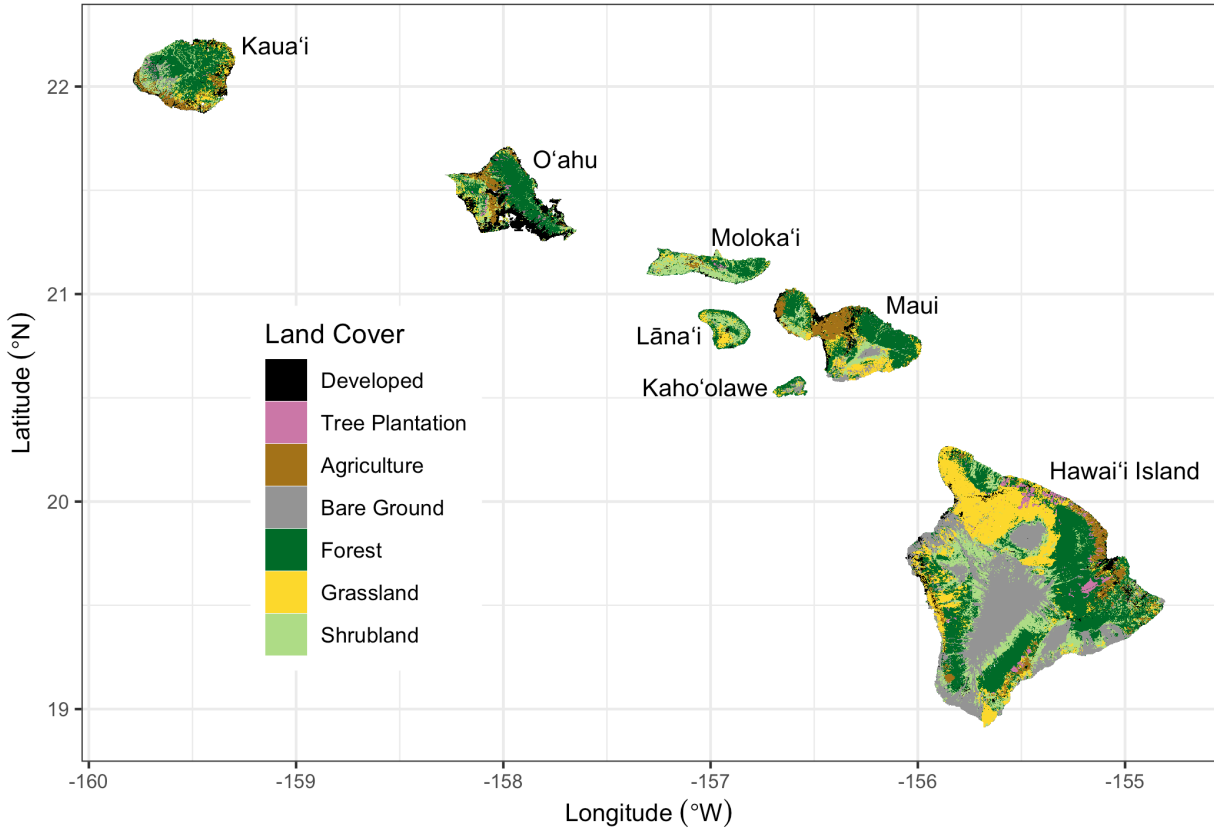 Kauaʻi
Oʻahu
Molokaʻi
Maui
Lānaʻi
Kahoʻolawe
Hawaiʻi Island
Land Cover
Developed
Tree Plantation
Agriculture
Bare Ground
Forest
Grassland
Shrubland
Latitude (°N)
22
21
20
19
-160
-159
-158
-157
-156
-155
Longitude (°W)